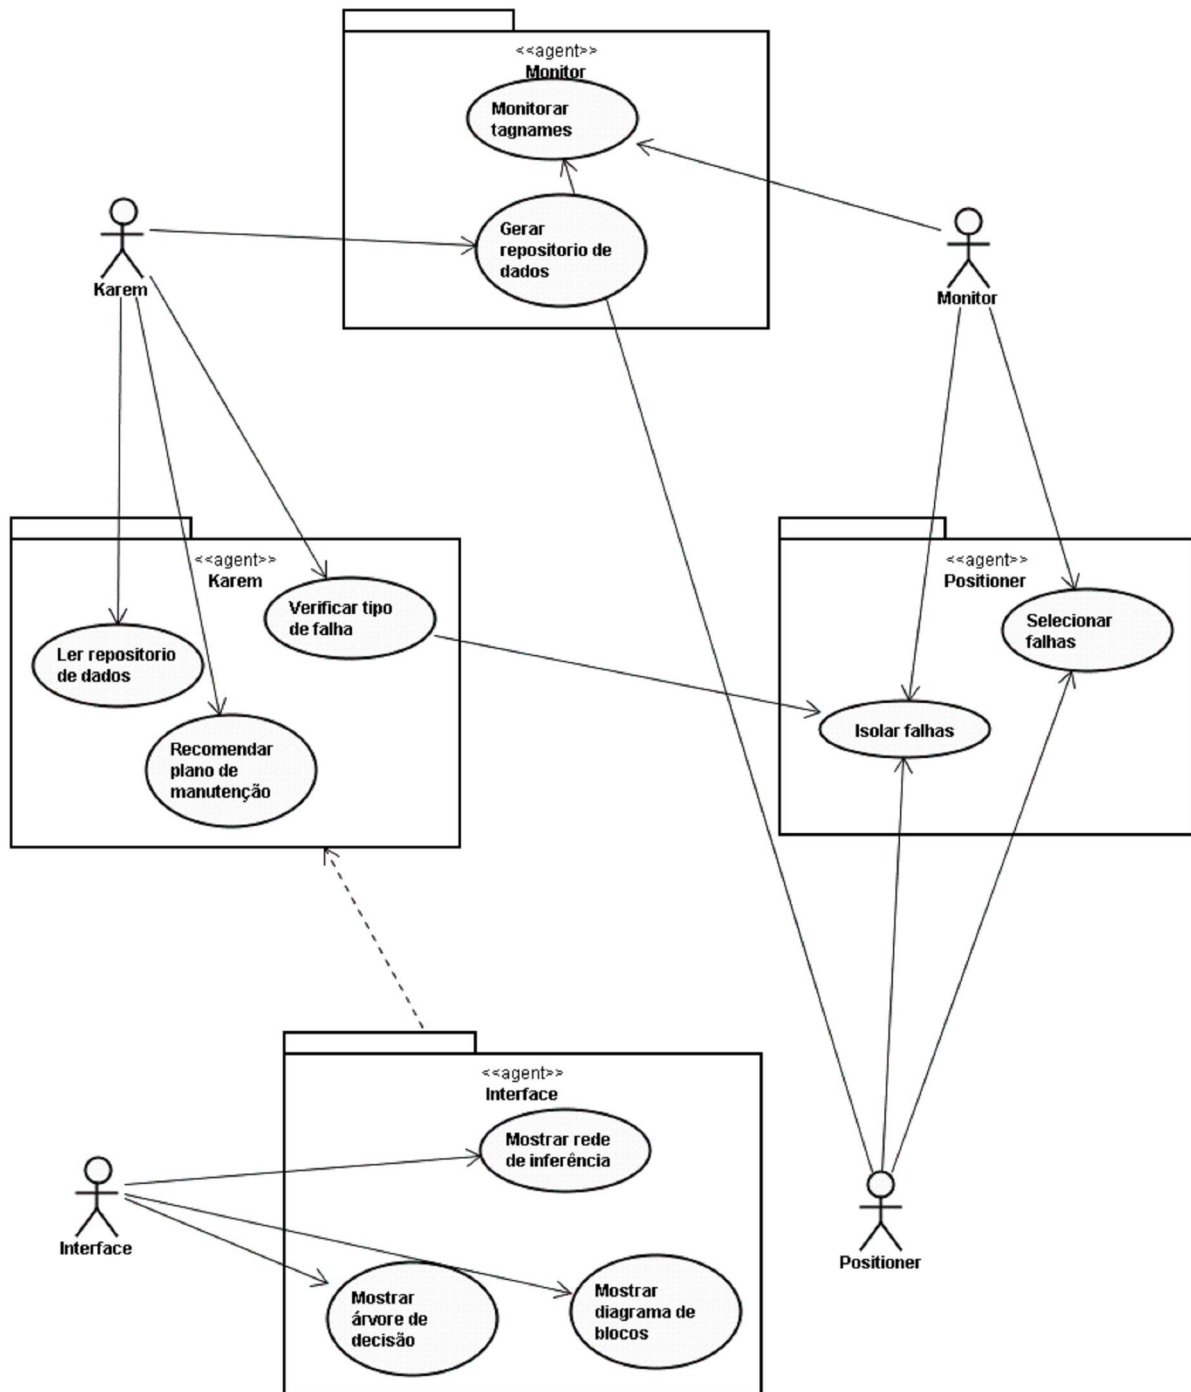 <<agent>>
Monitor
Monitorar
tagnames
Gerar
repositorio de
dados
Karem
Monitor
<<agent>>
Karem
Verificar tipo
de falha
Ler repositorio
de dados
Recomendar
plano de
manutenção
<<agent>>
Positioner
Selecionar
falhas
Isolar falhas
<<agent>>
Interface
Mostrar rede
de inferência
Interface
Mostrar
árvore de
decisão
Mostrar
diagrama de
blocos
Positioner